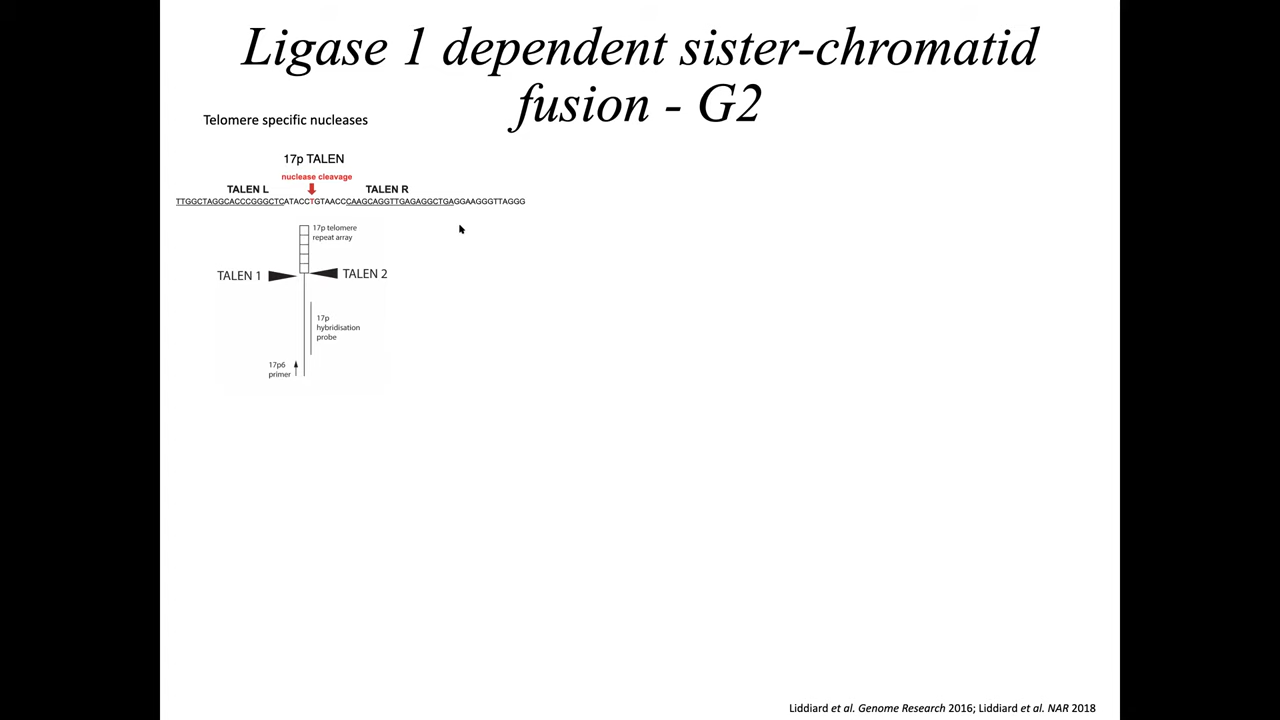 Ligase 1 dependent sister-chromatid
fusion - G2
Telomere specific nucleases
17p TALEN
nuclease cleavage
TALEN L TALEN R
TTGGCTAGGCACCCGGGCTCATACCTGTAACCCAAGCAGGTTGAGAGGCTGAGGAAGGGTTAGGG
17p telomere
repeat array
TALEN 1 TALEN 2
17p
hybridisation
probe
17p6
primer
Liddiard et al. Genome Research 2016; Liddiard et al. NAR 2018